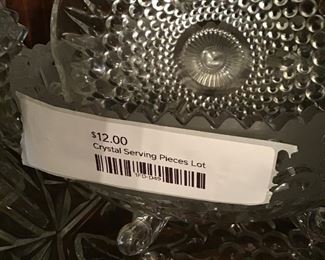 $12.00
Crystal Serving Pieces Lot